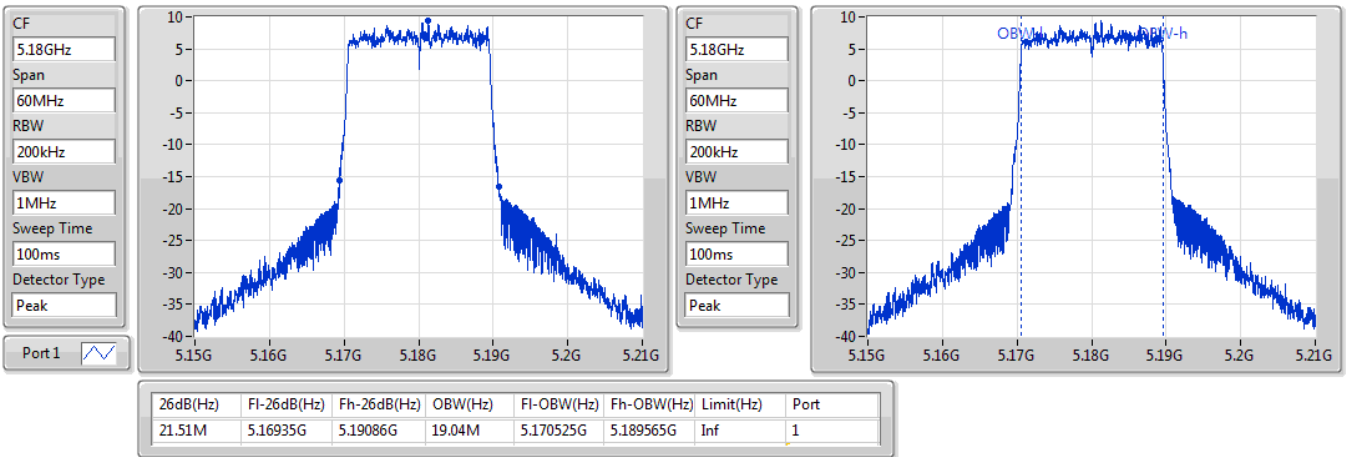 CF
5.18GHz
Span
60MHz
RBW
200kHz
VBW
1MHz
Sweep Time
100ms
Detector Type
Peak
Port 1
10
5
0
-5
-10
-15
-20
-25
-30
-35
-40
5.15G 5.16G 5.17G 5.18G 5.19G 5.2G 5.21G
CF
5.18GHz
Span
60MHz
RBW
200kHz
VBW
1MHz
Sweep Time
100ms
Detector Type
Peak
10
5
0
-5
-10
-15
-20
-25
-30
-35
-40
5.15G 5.16G 5.17G 5.18G 5.19G 5.2G 5.21G
26dB(Hz) Fl-26dB(Hz) Fh-26dB(Hz) OBW(Hz) Fl-OBW(Hz) Fh-OBW(Hz) Limit(Hz) Port
21.51M 5.16935G 5.19086G 19.04M 5.170525G 5.189565G Inf 1